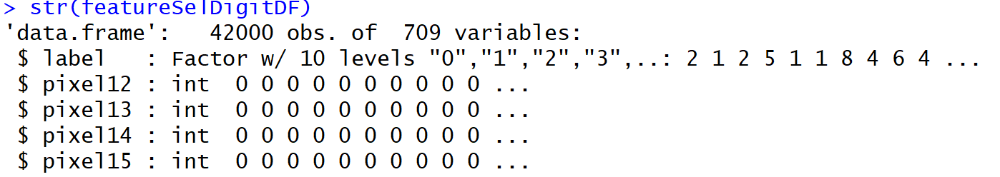 > str(featureSelDigitDF)
'data.frame':   42000 obs. of  709 variables:
 $ label   : Factor w/ 10 levels "0","1","2","3",..: 2 1 2 5 1 1 8 4 6 4 ...
 $ pixel12 : int  0 0 0 0 0 0 0 0 0 0 ...
 $ pixel13 : int  0 0 0 0 0 0 0 0 0 0 ...
 $ pixel14 : int  0 0 0 0 0 0 0 0 0 0 ...
 $ pixel15 : int  0 0 0 0 0 0 0 0 0 0 ...